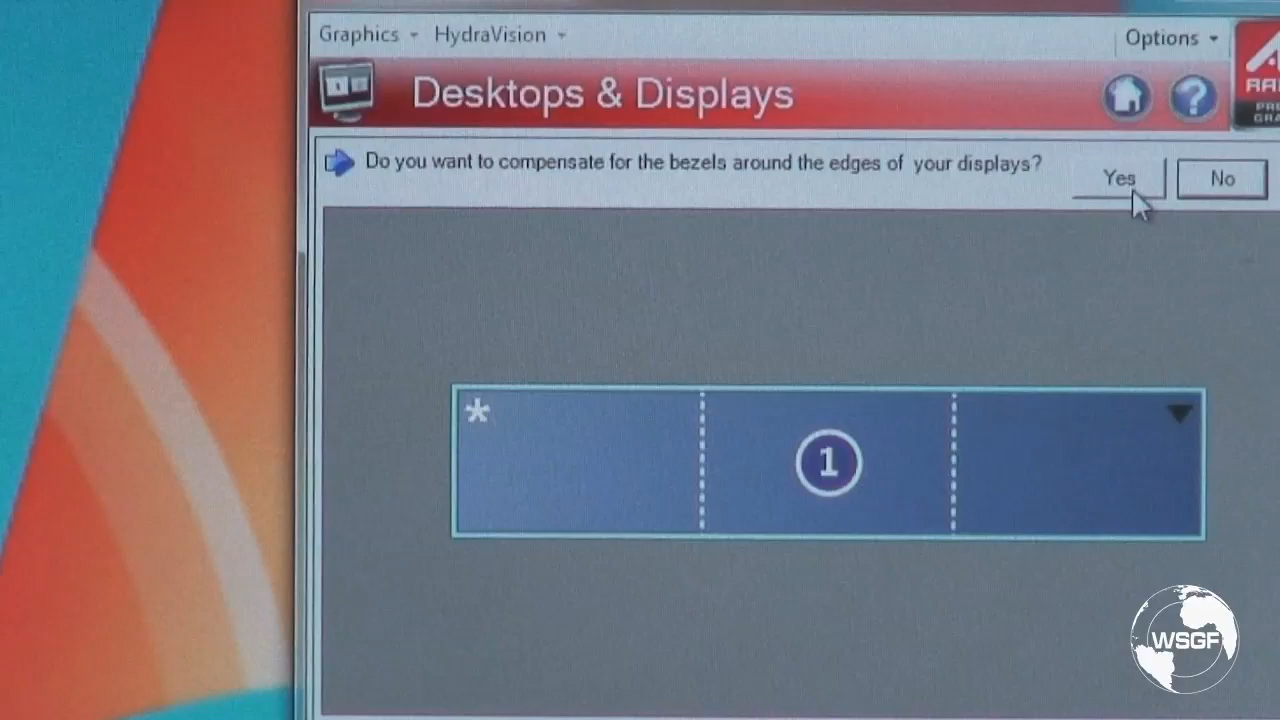 Graphics HydraVision Options
Desktops & Displays
Do you want to compensate for the bezels around the edges of your displays? Yes No
* 1
WSGF